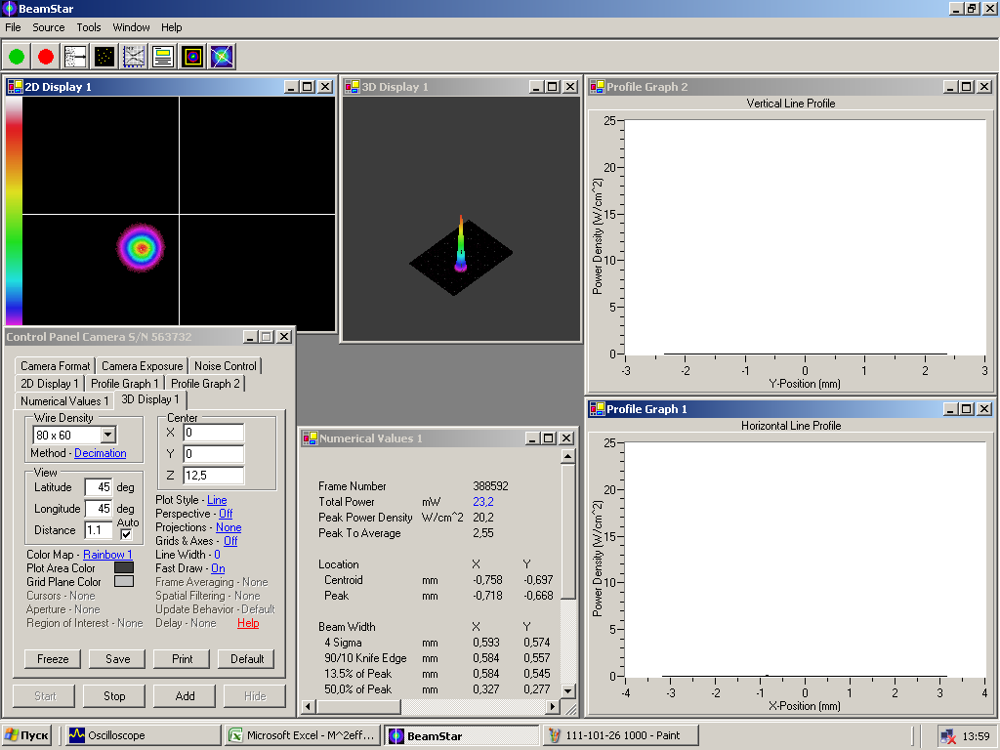 BeamStar
File Source Tools Window Help
2D Display 1
3D Display 1
Profile Graph 2
Vertical Line Profile
Power Density (W/cm^2)
25
20
15
10
5
0
-3 -2 -1 0 1 2 3
Y-Position (mm)
Control Panel Camera S/N 563732
Camera Format Camera Exposure Noise Control
2D Display 1 Profile Graph 1 Profile Graph 2
Numerical Values 1 3D Display 1
Wire Density
80 x 60
Method - Decimation
View
Latitude 45 deg
Longitude 45 deg
Distance 1.1 Auto
Color Map - Rainbow 1
Plot Area Color
Grid Plane Color
Cursors - None
Aperture - None
Region of Interest - None
Center
X 0
Y 0
Z 12,5
Plot Style - Line
Perspective - Off
Projections - None
Grids & Axes - Off
Line Width - 0
Fast Draw - On
Frame Averaging - None
Spatial Filtering - None
Update Behavior - Default
Delay - None Help
Freeze Save Print Default
Start Stop Add Hide
Numerical Values 1
Frame Number 388592
Total Power mW 23,2
Peak Power Density W/cm^2 20,2
Peak To Average 2,55
Location X Y
Centroid mm -0,758 -0,697
Peak mm -0,718 -0,668
Beam Width X Y
4 Sigma mm 0,593 0,574
90/10 Knife Edge mm 0,584 0,557
13.5% of Peak mm 0,584 0,545
50,0% of Peak mm 0,327 0,277
Profile Graph 1
Horizontal Line Profile
Power Density (W/cm^2)
25
20
15
10
5
0
-4 -3 -2 -1 0 1 2 3 4
X-Position (mm)
Пуск Oscilloscope Microsoft Excel - M^2eff... BeamStar 111-101-26 1000 - Paint 13:59